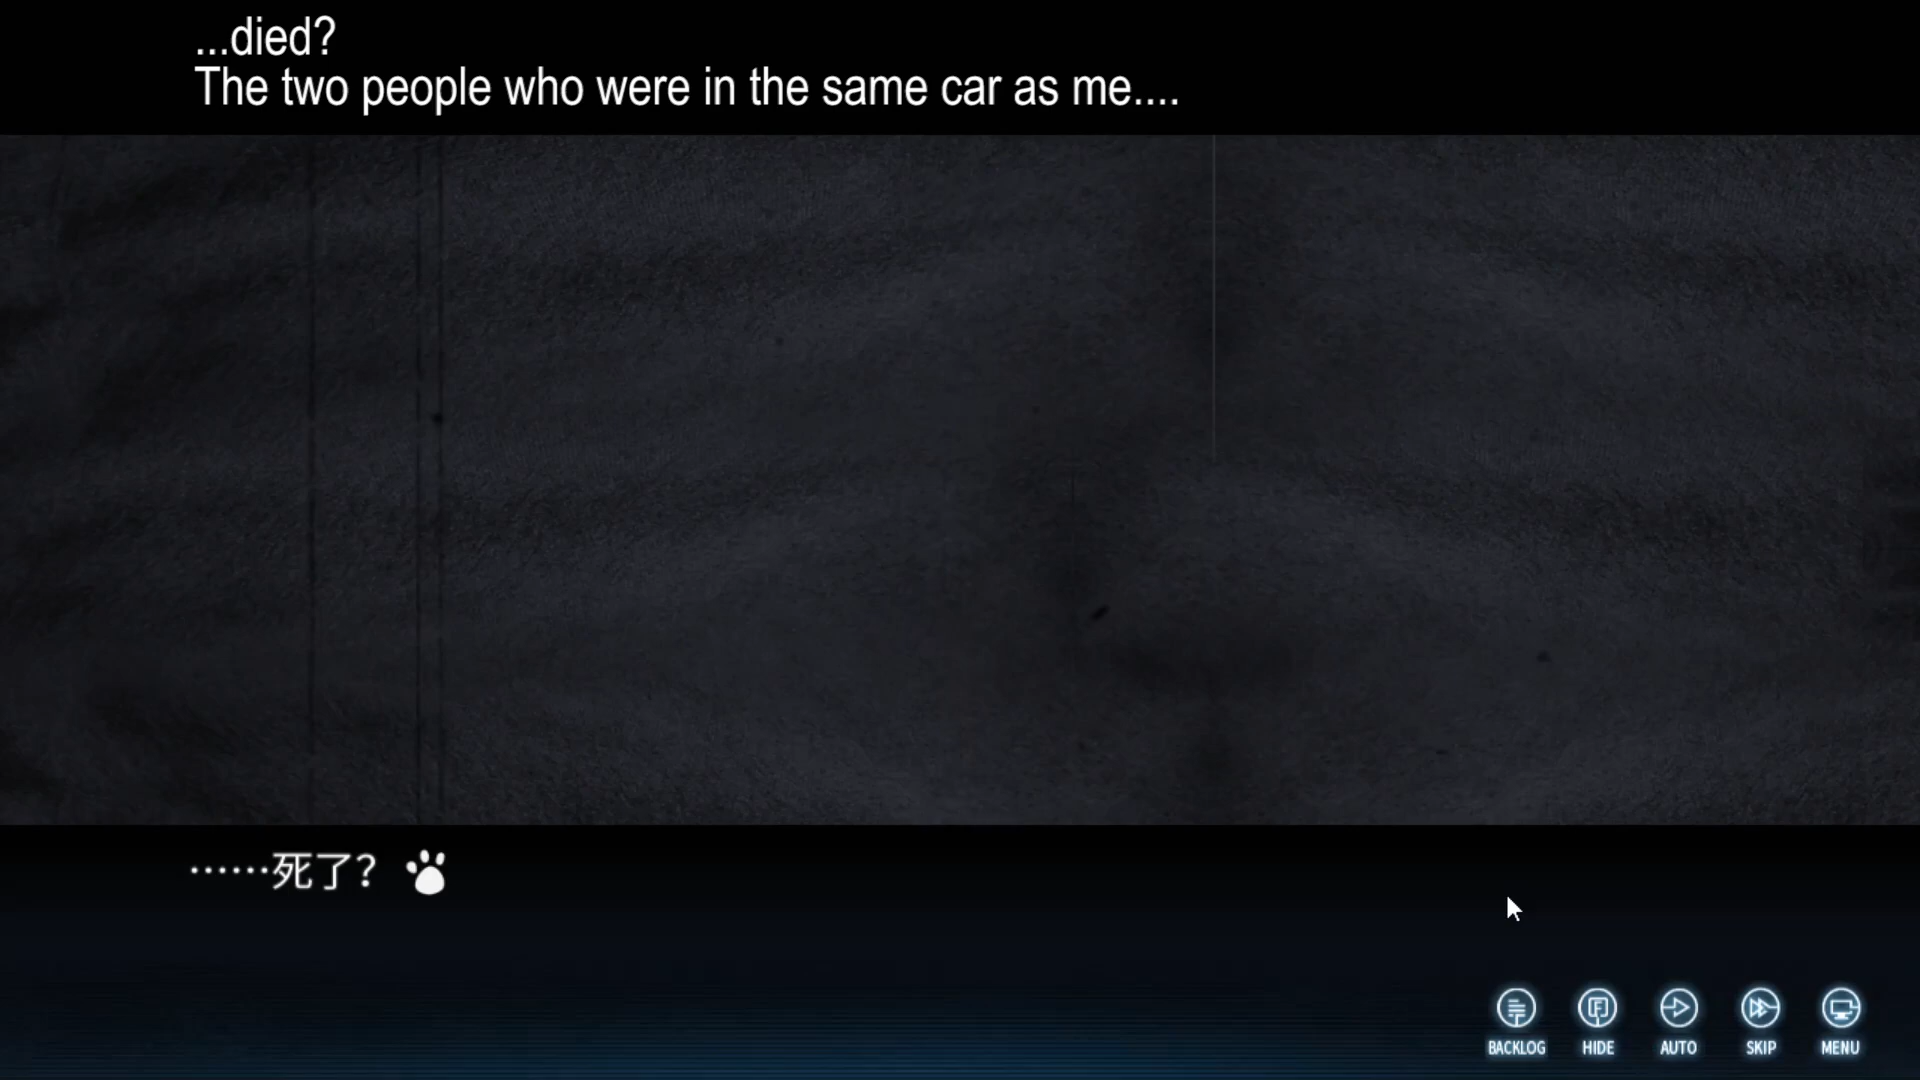 ...died?
The two people who were in the same car as me....
……死了？
BACKLOG HIDE AUTO SKIP MENU